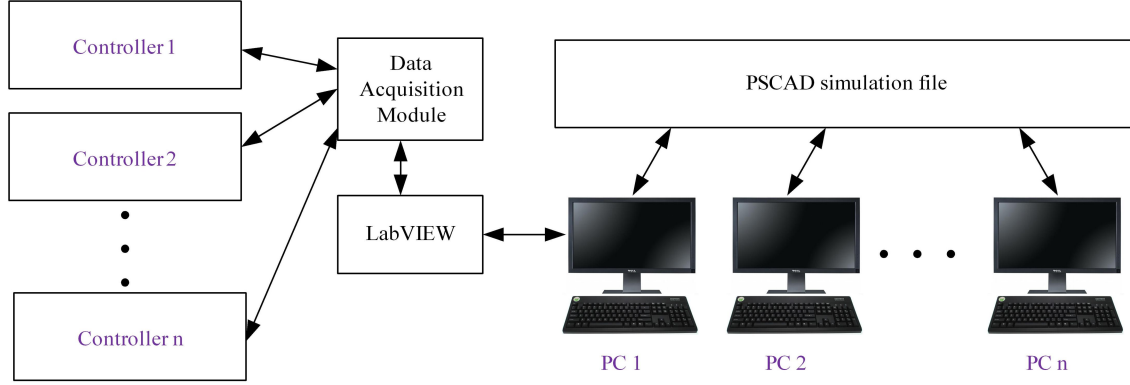 Controller 1
Controller 2
Controller n
Data
Acquisition
Module
LabVIEW
PSCAD simulation file
PC 1
PC 2
PC n